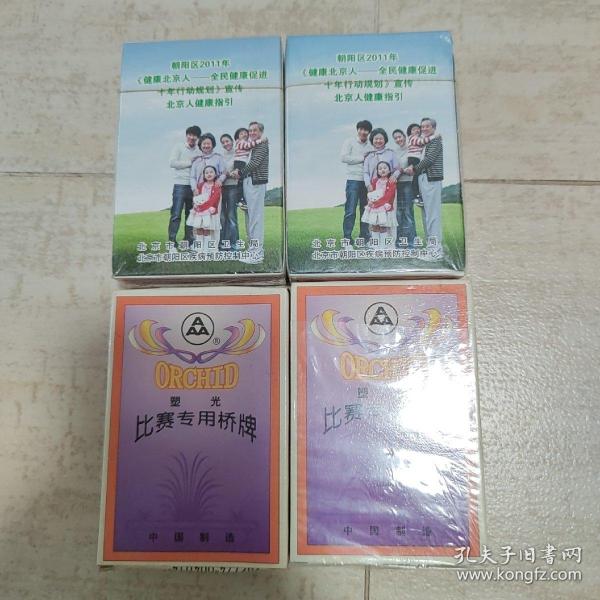 朝阳区2011年
《健康北京人——全民健康促进
十年行动规划》宣传
北京人健康指引
北京市朝阳区卫生局
北京市朝阳区疾病预防控制中心
朝阳区2011年
《健康北京人——全民健康促进
十年行动规划》宣传
北京人健康指引
北京市朝阳区卫生局
北京市朝阳区疾病预防控制中心
AAA
®
ORCHID
塑光
比赛专用桥牌
中国制造
AAA
ORCHI
塑光
比赛
中国制造
孔夫子旧书网
www.kongfz.com